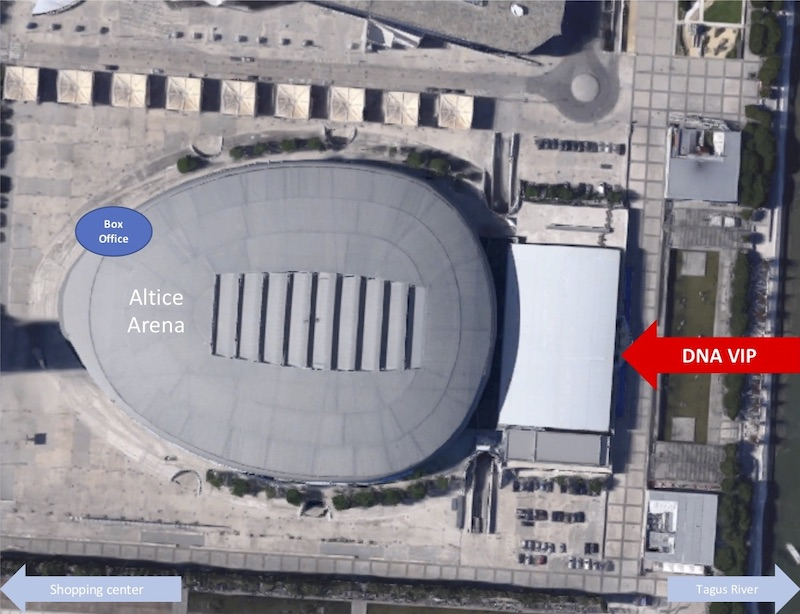 Box
Office
Altice
Arena
DNA VIP
Shopping center
Tagus River